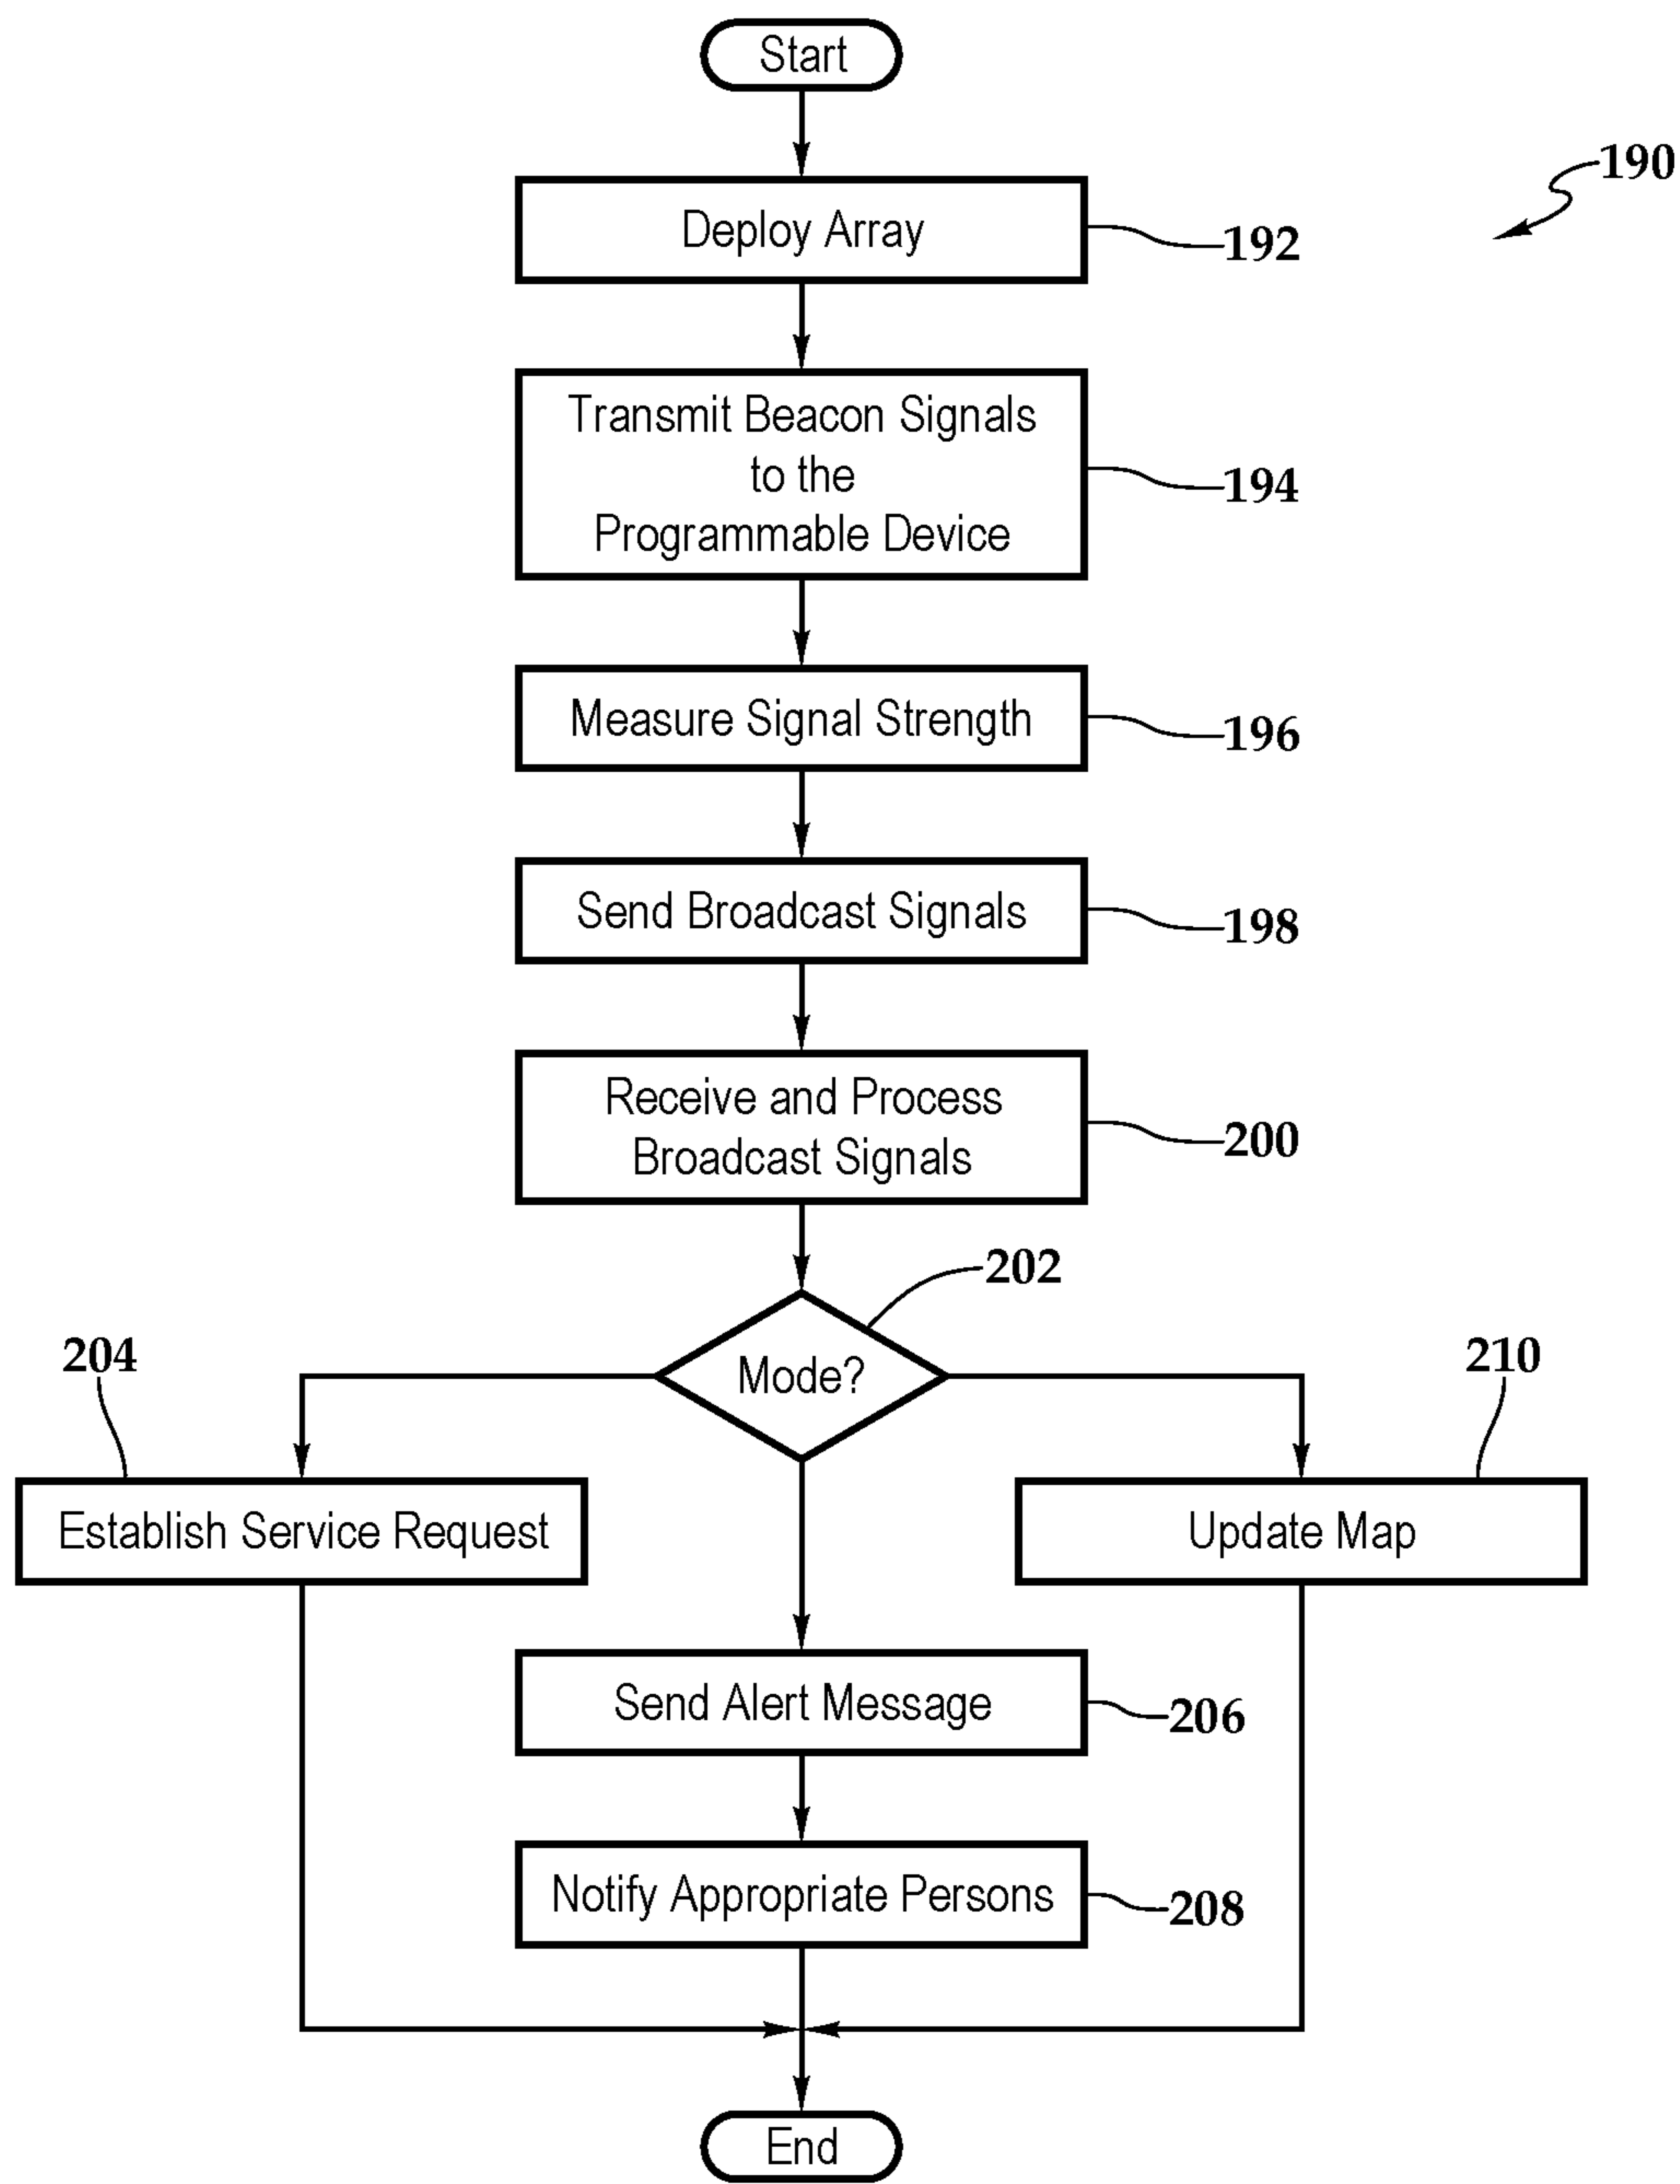 Start
190
Deploy Array
192
Transmit Beacon Signals
to the
Programmable Device
194
Measure Signal Strength
196
Send Broadcast Signals
198
Receive and Process
Broadcast Signals
200
202
Mode?
204
210
Establish Service Request
Update Map
Send Alert Message
206
Notify Appropriate Persons
208
End